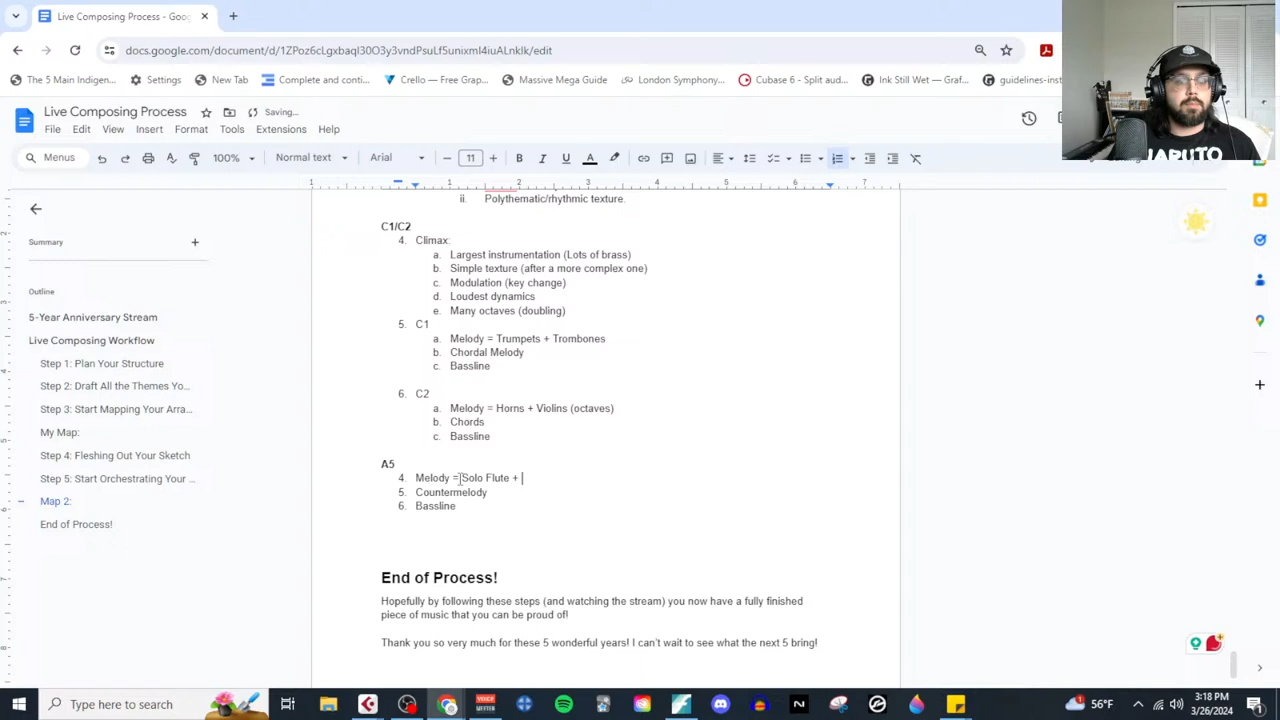 Live Composing Process - Goo
docs.google.com/document/d/1ZPoz6cLgxbaql30O3y3vndPsuLf5unixmI4iuALnklk/edit
The 5 Main Indigen...
Settings
New Tab
Complete and conti...
Crello — Free Grap...
Massive Mega Guide
London Symphony...
Cubase 6 - Split aud...
Ink Still Wet — Graf...
guidelines-inst
Live Composing Process
Saving...
File Edit View Insert Format Tools Extensions Help
Menus 100% Normal text Arial 11
1 1 2 3 4 5 6 7
Summary
Outline
5-Year Anniversary Stream
Live Composing Workflow
Step 1: Plan Your Structure
Step 2: Draft All the Themes Yo...
Step 3: Start Mapping Your Arra...
My Map:
Step 4: Fleshing Out Your Sketch
Step 5: Start Orchestrating Your ...
Map 2:
End of Process!
ii. Polythematic/rhythmic texture.
C1/C2
4. Climax:
a. Largest instrumentation (Lots of brass)
b. Simple texture (after a more complex one)
c. Modulation (key change)
d. Loudest dynamics
e. Many octaves (doubling)
5. C1
a. Melody = Trumpets + Trombones
b. Chordal Melody
c. Bassline
6. C2
a. Melody = Horns + Violins (octaves)
b. Chords
c. Bassline
A5
4. Melody = Solo Flute +
5. Countermelody
6. Bassline
End of Process!
Hopefully by following these steps (and watching the stream) you now have a fully finished
piece of music that you can be proud of!
Thank you so very much for these 5 wonderful years! I can't wait to see what the next 5 bring!
Type here to search
56°F
3:18 PM
3/26/2024